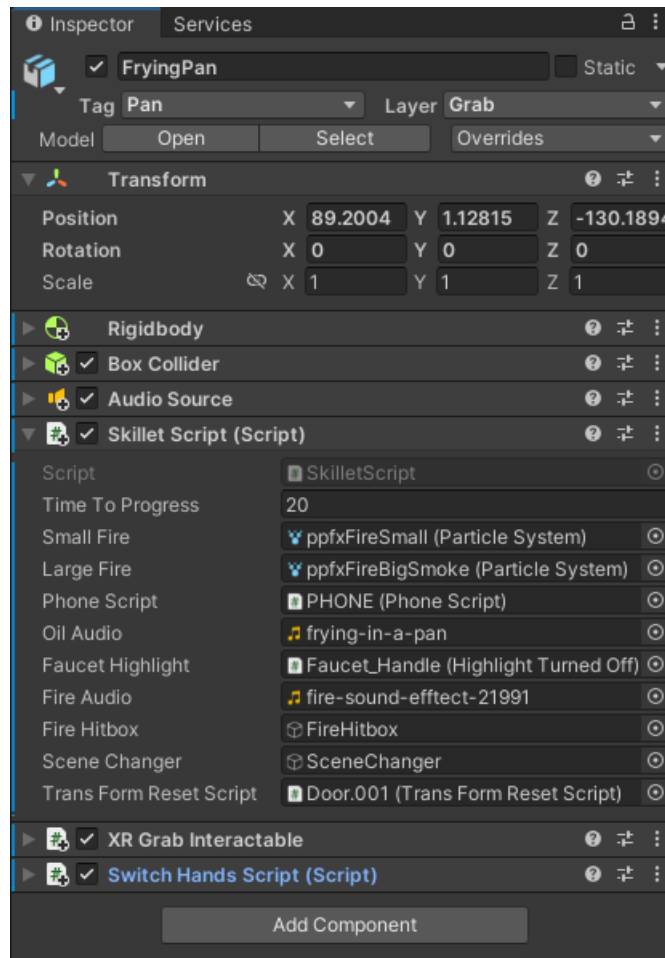 Inspector Services
FryingPan Static
Tag Pan Layer Grab
Model Open Select Overrides
Transform
Position X 89.2004 Y 1.12815 Z -130.1894
Rotation X 0 Y 0 Z 0
Scale X 1 Y 1 Z 1
Rigidbody
Box Collider
Audio Source
Skillet Script (Script)
Script SkilletScript
Time To Progress 20
Small Fire ppfxFireSmall (Particle System)
Large Fire ppfxFireBigSmoke (Particle System)
Phone Script PHONE (Phone Script)
Oil Audio frying-in-a-pan
Faucet Highlight Faucet_Handle (Highlight Turned Off)
Fire Audio fire-sound-efftect-21991
Fire Hitbox FireHitbox
Scene Changer SceneChanger
Trans Form Reset Script Door.001 (Trans Form Reset Script)
XR Grab Interactable
Switch Hands Script (Script)
Add Component